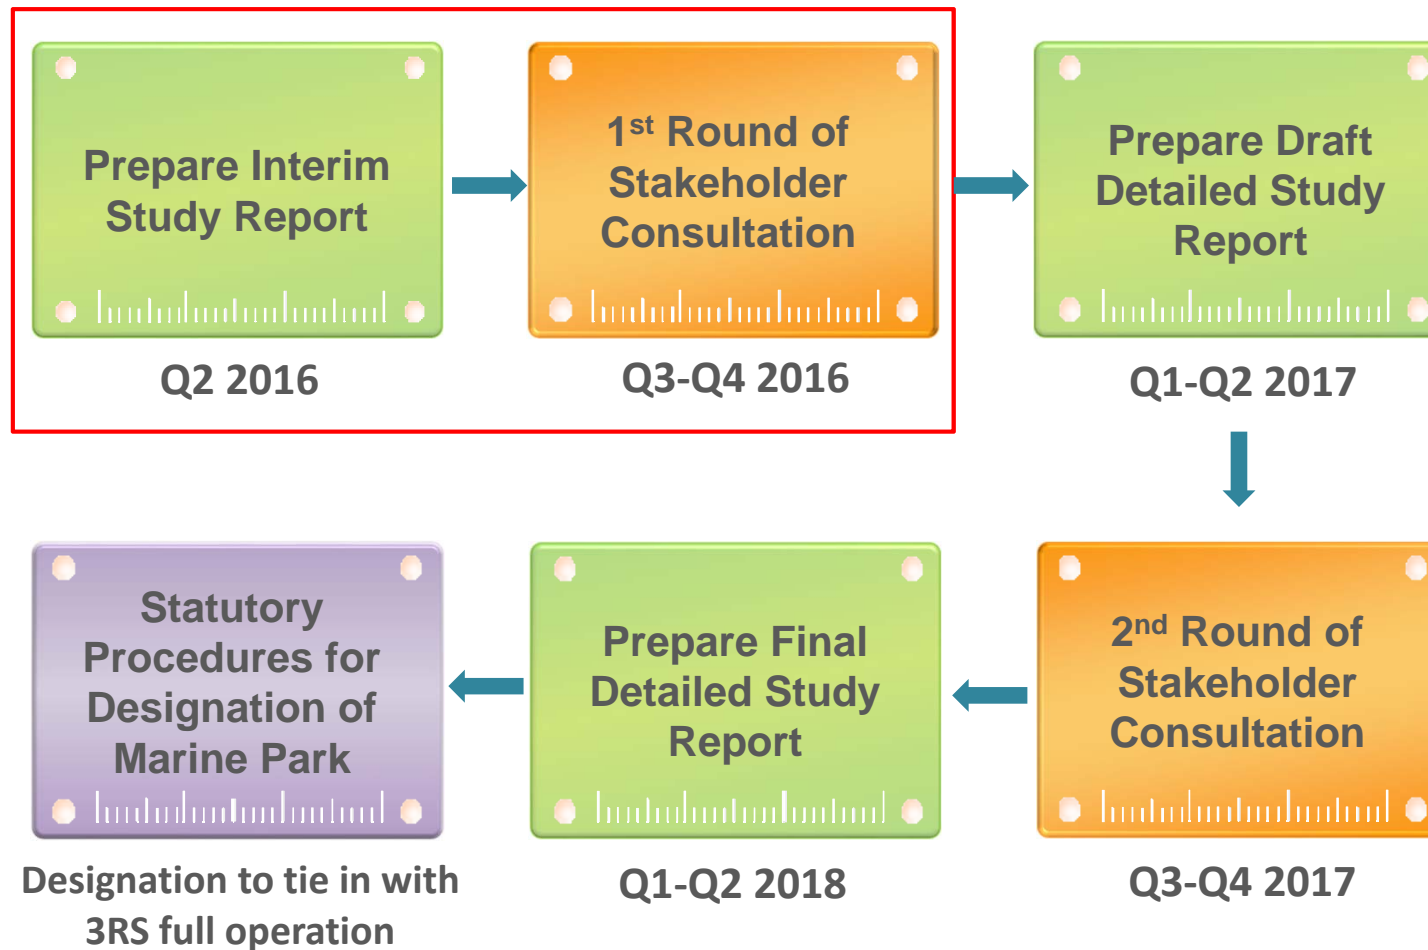 Prepare Interim
Study Report
Q2 2016
1st Round of
Stakeholder
Consultation
Q3-Q4 2016
Prepare Draft
Detailed Study
Report
Q1-Q2 2017
2nd Round of
Stakeholder
Consultation
Q3-Q4 2017
Prepare Final
Detailed Study
Report
Q1-Q2 2018
Statutory
Procedures for
Designation of
Marine Park
Designation to tie in with
3RS full operation